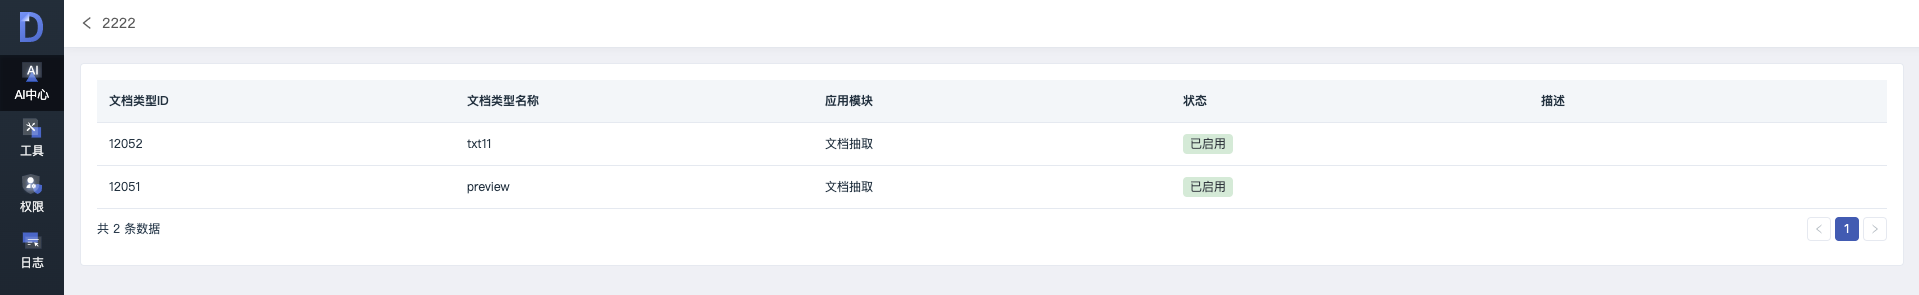 2222
AI
AI中心
工具
权限
日志
文档类型ID 文档类型名称 应用模块 状态 描述
12052 txt11 文档抽取 已启用
12051 preview 文档抽取 已启用
共 2 条数据 1